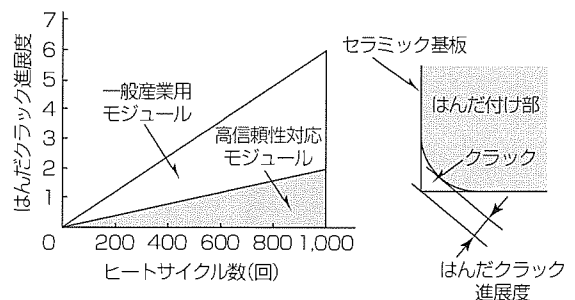 はんだクラック進展度
7
6
5
4
3
2
1
0
200
400
600
800
1,000
ヒートサイクル数(回)
一般産業用
モジュール
高信頼性対応
モジュール
セラミック基板
はんだ付け部
クラック
はんだクラック
進展度